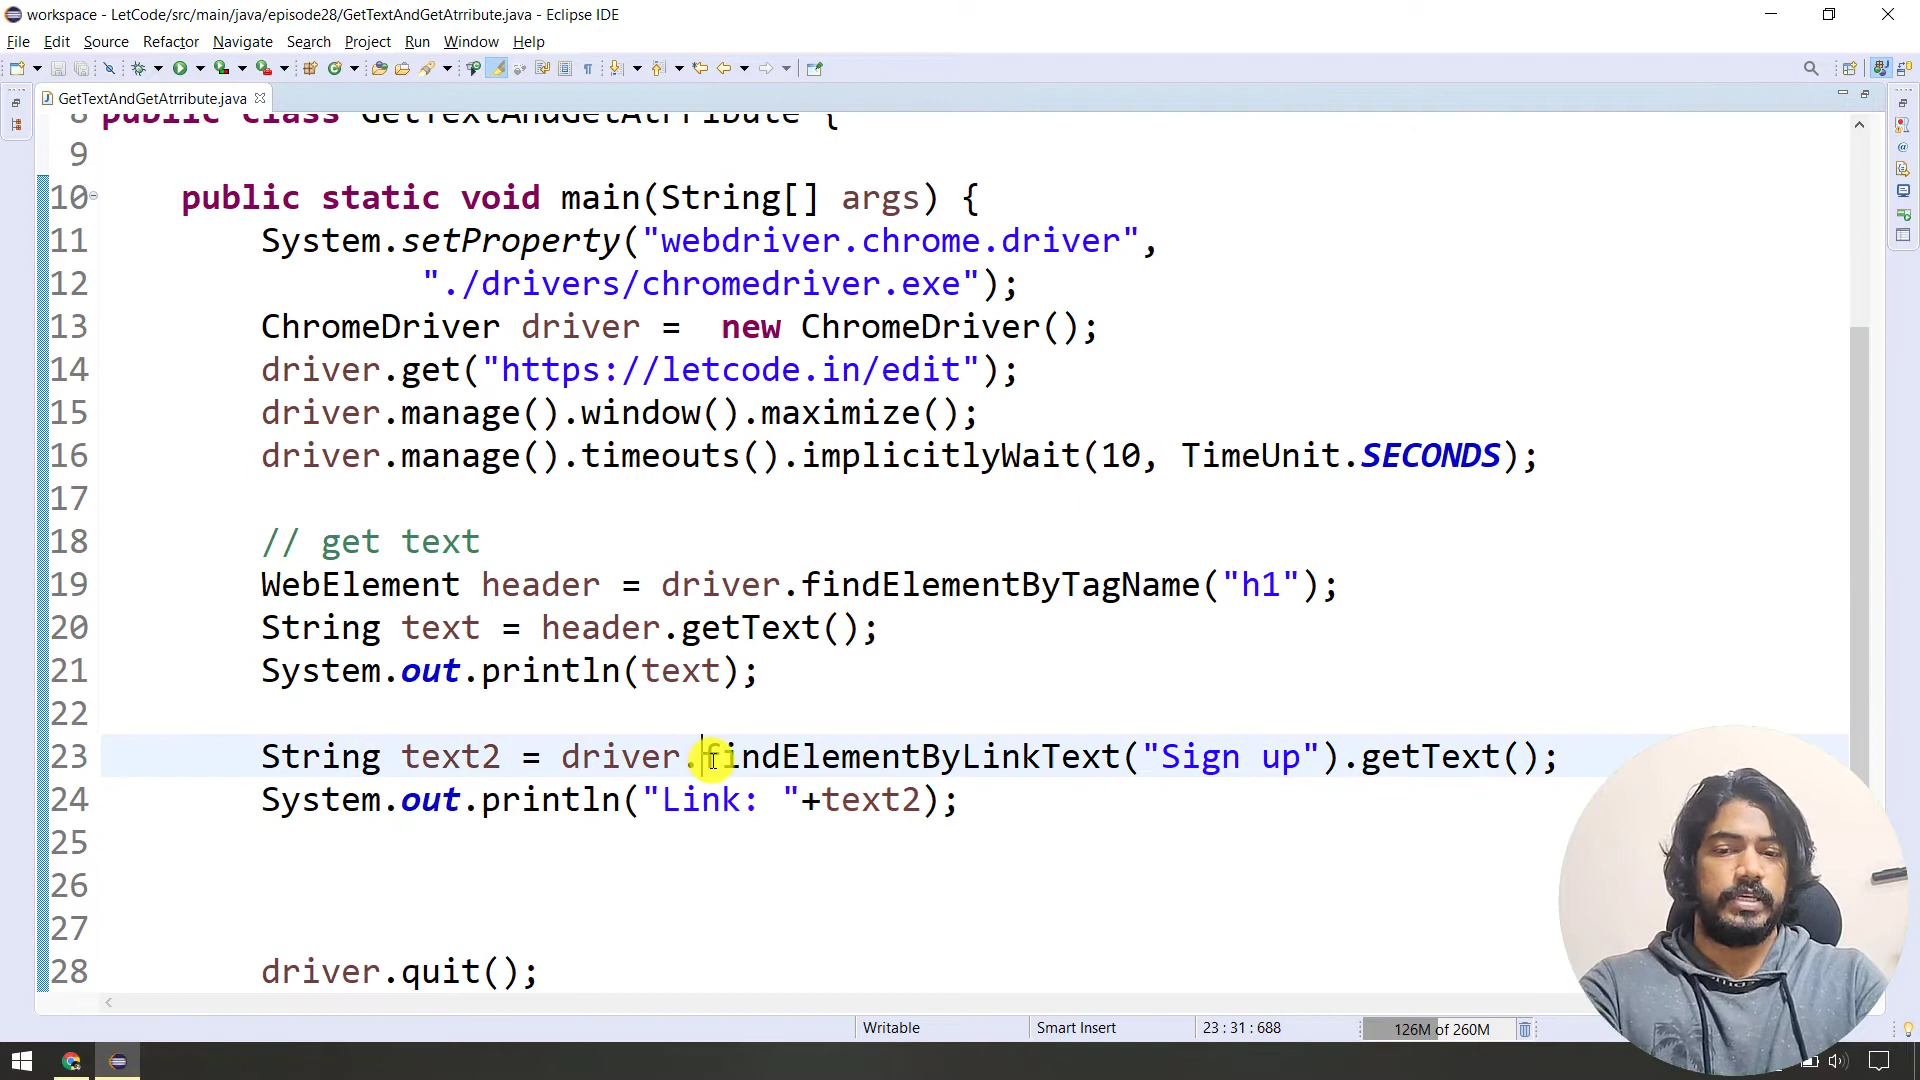 workspace - LetCode/src/main/java/episode28/GetTextAndGetAtrribute.java - Eclipse IDE
File Edit Source Refactor Navigate Search Project Run Window Help
GetTextAndGetAtrribute.java
8 public class GetTextAndGetAtrribute {
9
10 public static void main(String[] args) {
11 System.setProperty("webdriver.chrome.driver",
12 "./drivers/chromedriver.exe");
13 ChromeDriver driver =  new ChromeDriver();
14 driver.get("https://letcode.in/edit");
15 driver.manage().window().maximize();
16 driver.manage().timeouts().implicitlyWait(10, TimeUnit.SECONDS);
17
18 // get text
19 WebElement header = driver.findElementByTagName("h1");
20 String text = header.getText();
21 System.out.println(text);
22
23 String text2 = driver.findElementByLinkText("Sign up").getText();
24 System.out.println("Link: "+text2);
25
26
27
28 driver.quit();
Writable Smart Insert 23 : 31 : 688 126M of 260M